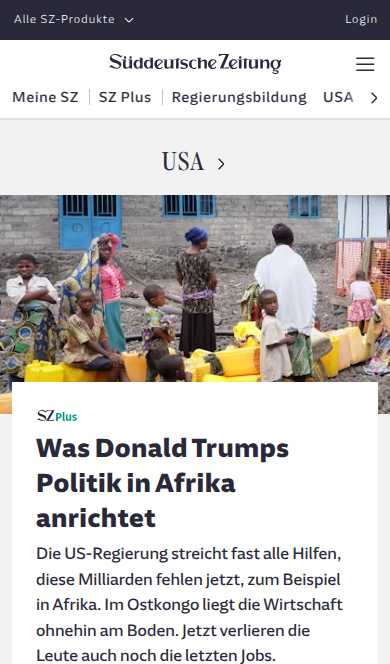 Alle SZ-Produkte
Login
Süddeutsche Zeitung
Meine SZ
SZ Plus
Regierungsbildung
USA
USA
SZ Plus
Was Donald Trumps
Politik in Afrika
anrichtet
Die US-Regierung streicht fast alle Hilfen,
diese Milliarden fehlen jetzt, zum Beispiel
in Afrika. Im Ostkongo liegt die Wirtschaft
ohnehin am Boden. Jetzt verlieren die
Leute auch noch die letzten Jobs.